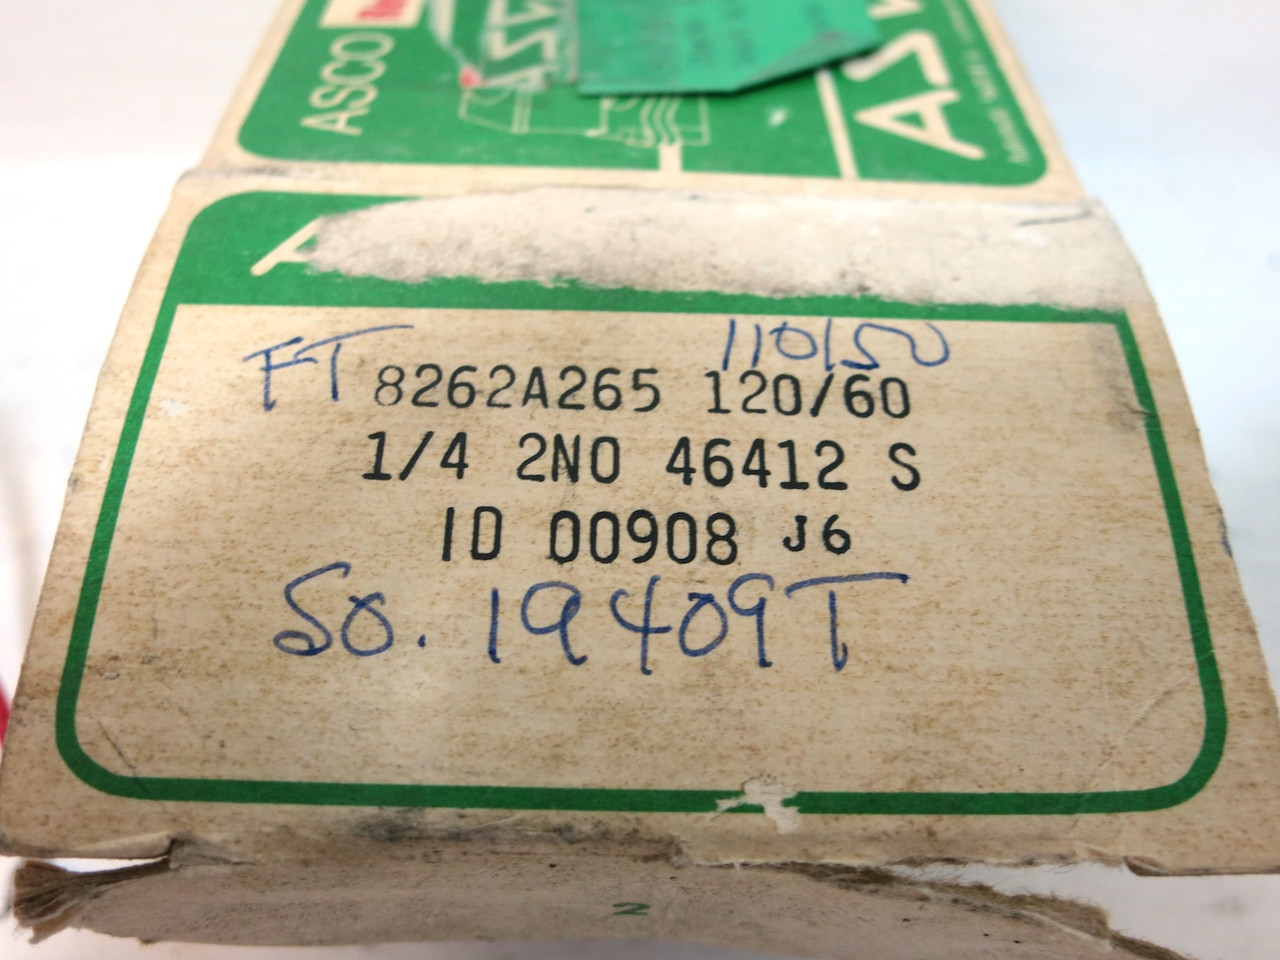 ASCO
FT 110/50
8262A265 120/60
1/4 2NO 46412 S
ID 00908 J6
SO. 19409T
2